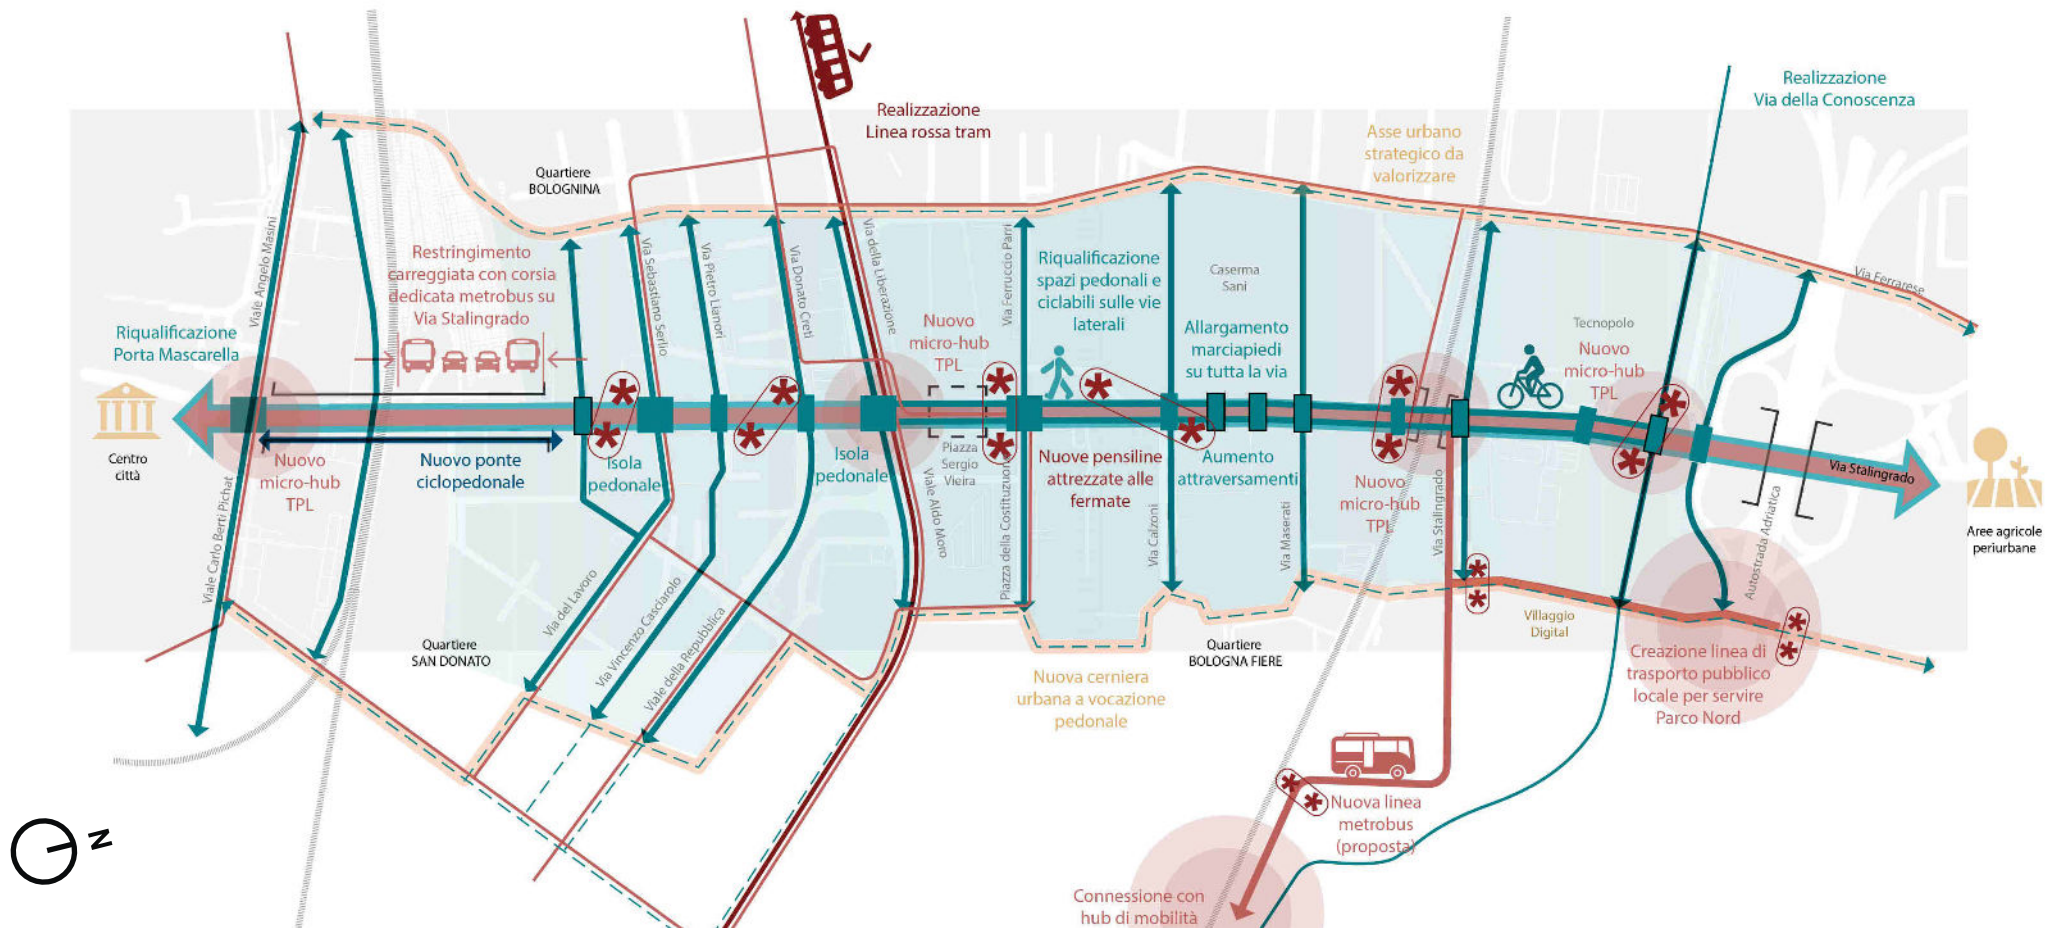 Realizzazione
Linea rossa tram
Realizzazione
Via della Conoscenza
Asse urbano
strategico da
valorizzare
Quartiere
BOLOGNINA
Viale Angelo Masini
Restringimento
carreggiata con corsia
dedicata metrobus su
Via Stalingrado
Via Sebastiano Serlio
Via Pietro Lianori
Via Donato Creti
Via della Liberazione
Via Ferruccio Parri
Riqualificazione
spazi pedonali e
ciclabili sulle vie
laterali
Caserma
Sani
Via Ferrarese
Riqualificazione
Porta Mascarella
Nuovo
micro-hub
TPL
Allargamento
marciapiedi
su tutta la via
Tecnopolo
Nuovo
micro-hub
TPL
Centro
città
Nuovo
micro-hub
TPL
Nuovo ponte
ciclopedonale
Isola
pedonale
Isola
pedonale
Piazza
Sergio
Vieira
Nuove pensiline
attrezzate alle
fermate
Aumento
attraversamenti
Nuovo
micro-hub
TPL
Via Stalingrado
Via Stalingrado
Aree agricole
periurbane
Viale Carlo Berti Pichat
Viale Aldo Moro
Piazza della Costituzuone
Via Calzoni
Via Maserati
Autostrada Adriatica
Via del Lavoro
Via Vincenzo Casciarolo
Viale della Repubblica
Quartiere
SAN DONATO
Quartiere
BOLOGNA FIERE
Villaggio
Digital
Nuova cerniera
urbana a vocazione
pedonale
Creazione linea di
trasporto pubblico
locale per servire
Parco Nord
Nuova linea
metrobus
(proposta)
N
Connessione con
hub di mobilità